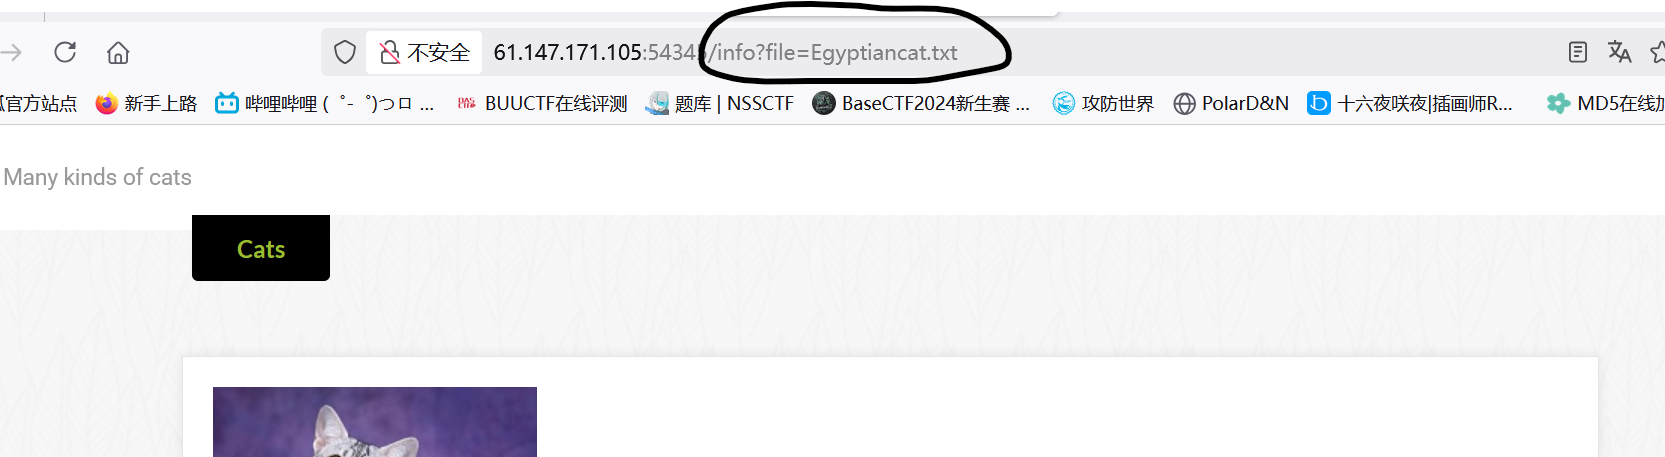 不安全 61.147.171.105:54345/info?file=Egyptiancat.txt
官方站点 新手上路 哔哩哔哩 ( ゜- ゜)つロ ... BUUCTF在线评测 题库 | NSSCTF BaseCTF2024新生赛 ... 攻防世界 PolarD&N 十六夜咲夜|插画师R... MD5在线加
Many kinds of cats
Cats